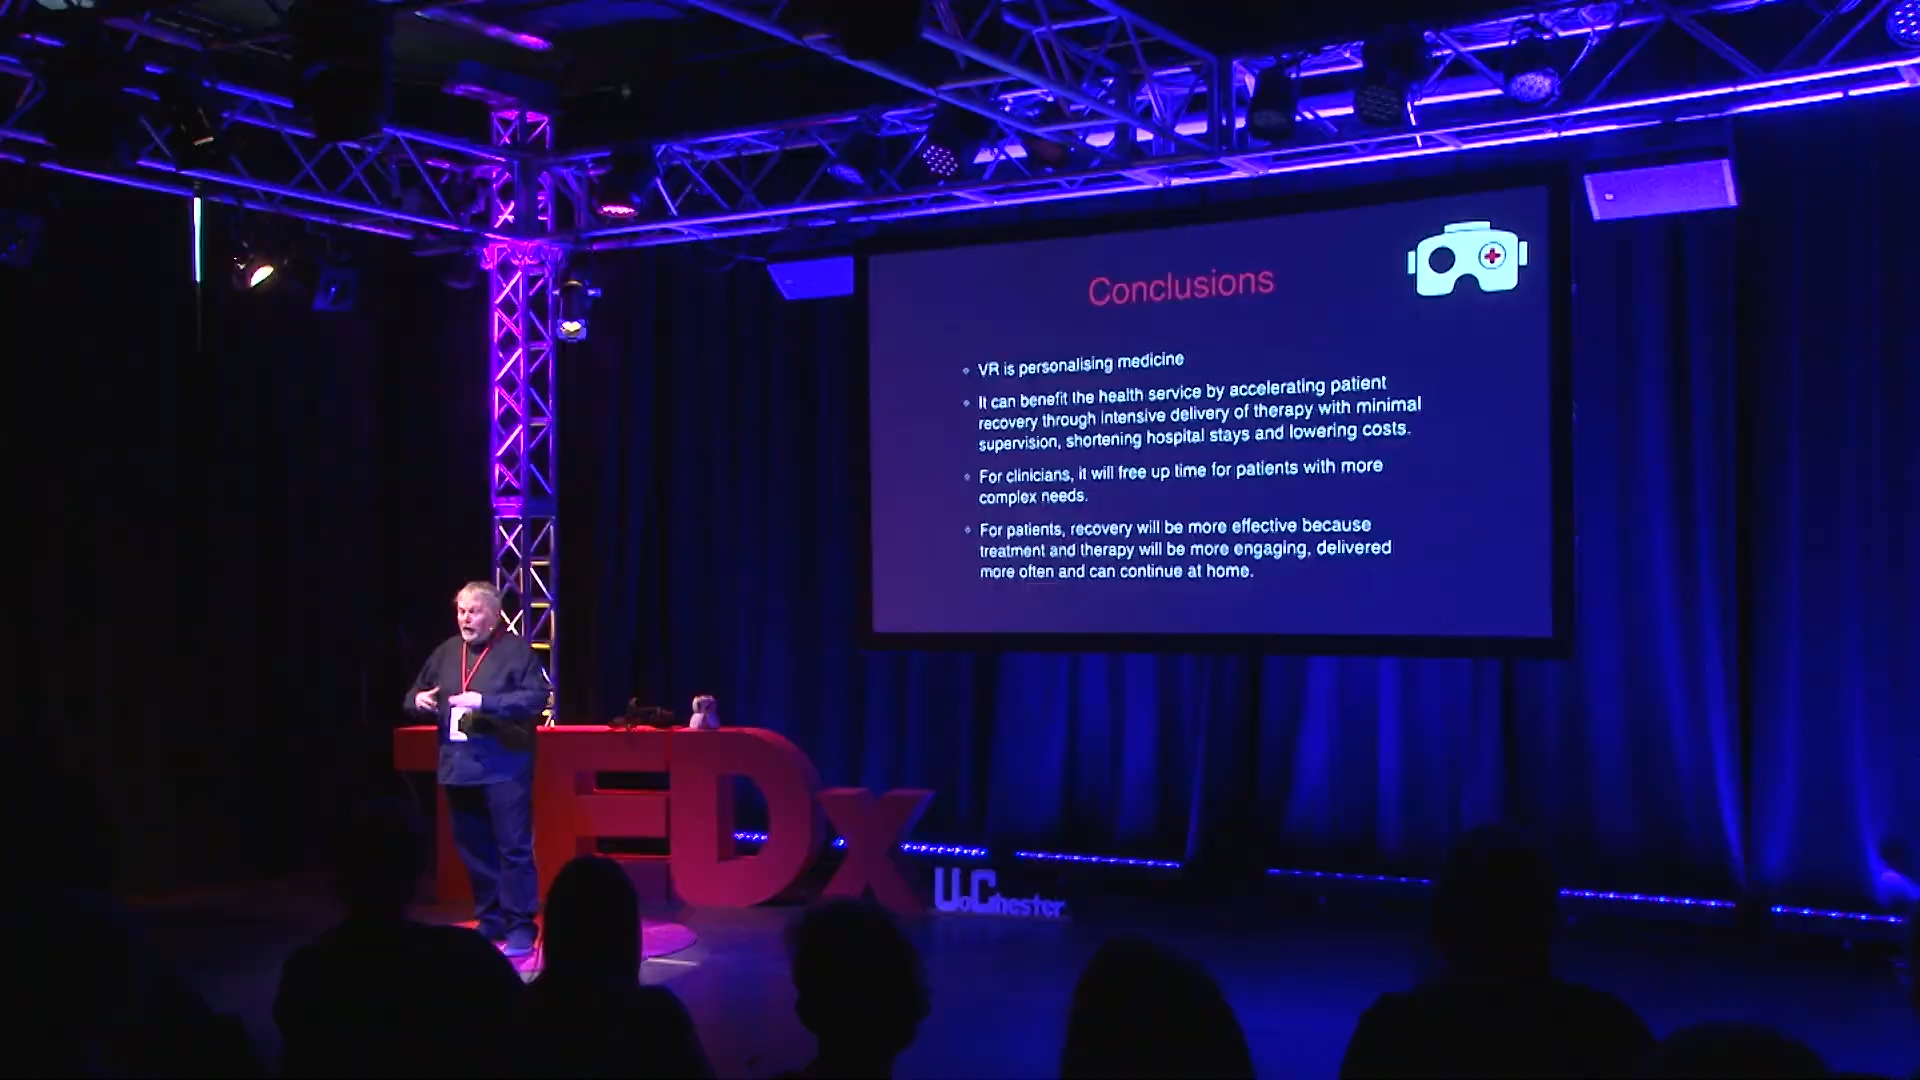 Conclusions
VR is personalising medicine
It can benefit the health service by accelerating patient
recovery through intensive delivery of therapy with minimal
supervision, shortening hospital stays and lowering costs.
For clinicians, it will free up time for patients with more
complex needs.
For patients, recovery will be more effective because
treatment and therapy will be more engaging, delivered
more often and can continue at home.
TEDx
UoChester